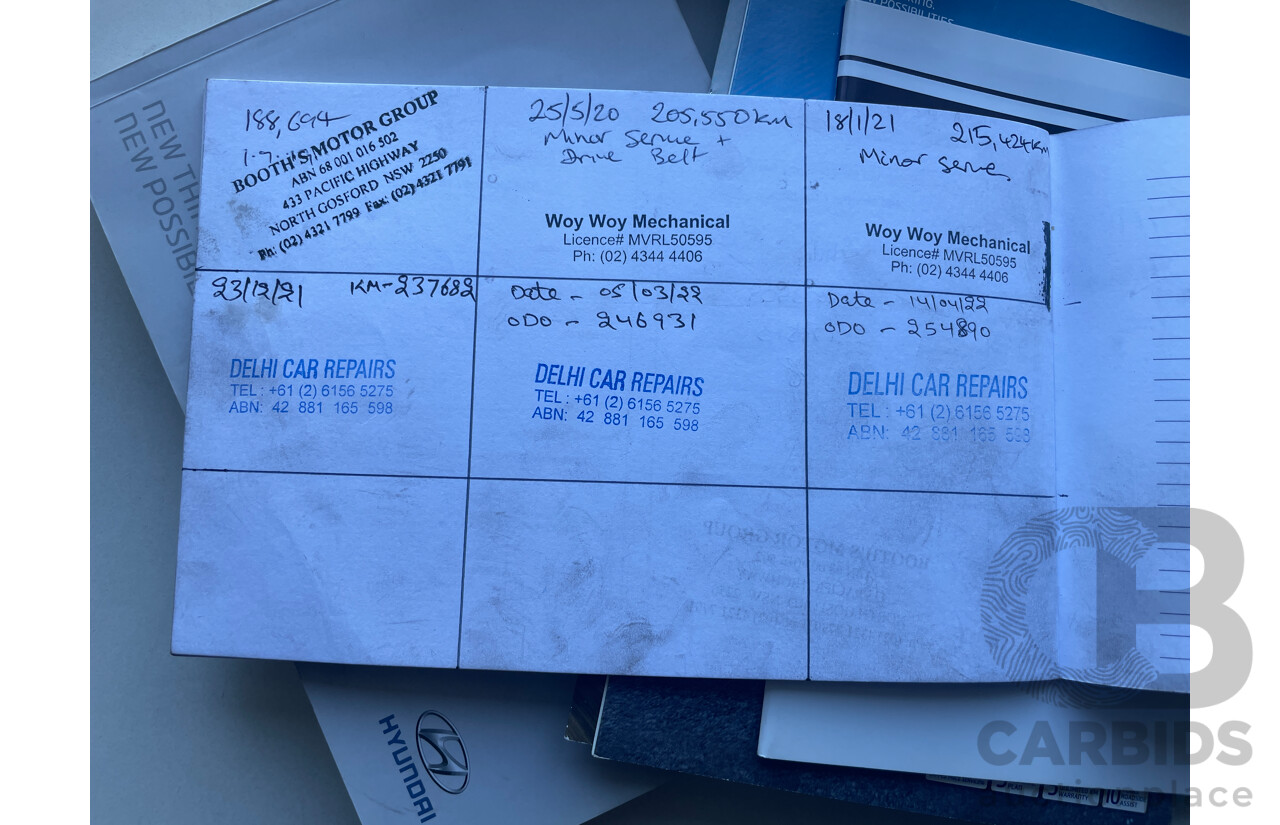 NEW POSSIBILITIES
188,694
BOOTH'S MOTOR GROUP
ABN 68 001 016 502
433 PACIFIC HIGHWAY
NORTH GOSFORD NSW 2250
Ph: (02) 4321 7799 Fax: (02) 4321 7791
25/5/20 205,550km
Minor Servie +
Drive Belt
Woy Woy Mechanical
Licence# MVRL50595
Ph: (02) 4344 4406
18/1/21 215,424km
Minor Serve.
Woy Woy Mechanical
Licence# MVRL50595
Ph: (02) 4344 4406
23/12/21 KM-237682
DELHI CAR REPAIRS
TEL : +61 (2) 6156 5275
ABN: 42 881 165 598
Date - 05/03/22
ODO - 246931
DELHI CAR REPAIRS
TEL : +61 (2) 6156 5275
ABN: 42 881 165 598
Date - 14/04/22
ODO - 254890
DELHI CAR REPAIRS
TEL : +61 (2) 6156 5275
ABN: 42 881 165 598
NEW
NEW
HYUNDAI
CARBIDS
place